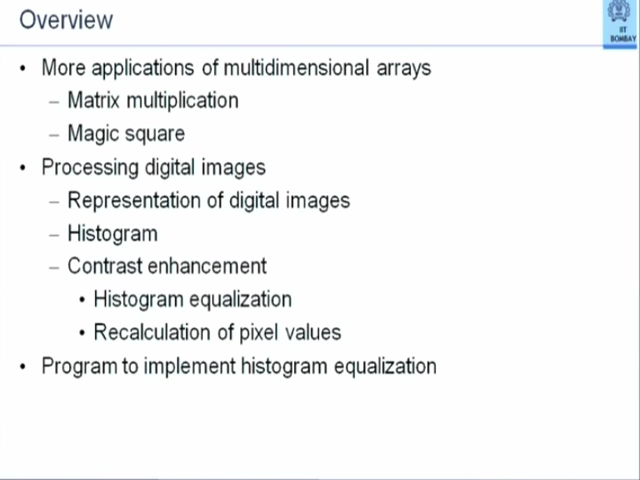 Overview
IIT
BOMBAY
• More applications of multidimensional arrays
– Matrix multiplication
– Magic square
• Processing digital images
– Representation of digital images
– Histogram
– Contrast enhancement
• Histogram equalization
• Recalculation of pixel values
• Program to implement histogram equalization